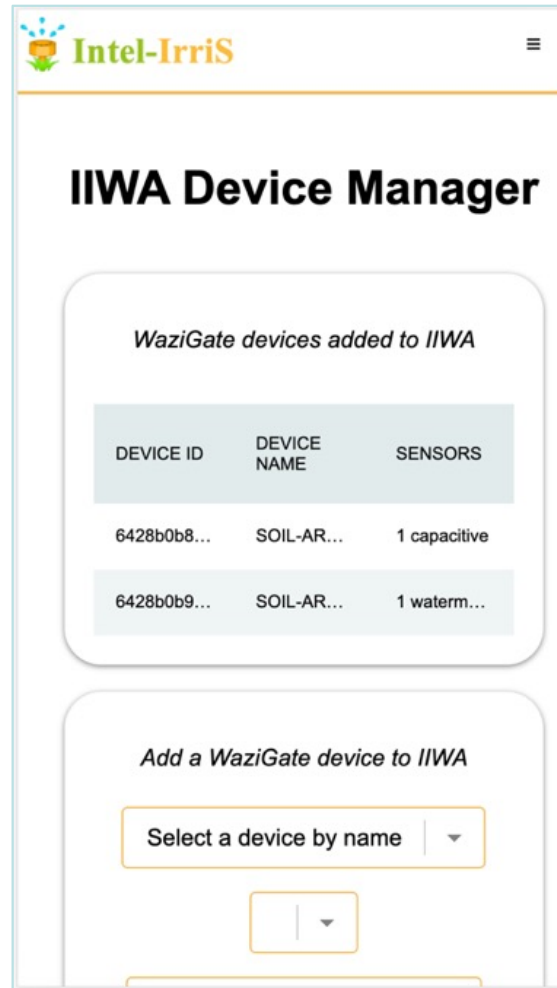 Intel-IrriS
IIWA Device Manager
WaziGate devices added to IIWA
DEVICE ID DEVICE NAME SENSORS
6428b0b8... SOIL-AR... 1 capacitive
6428b0b9... SOIL-AR... 1 waterm...
Add a WaziGate device to IIWA
Select a device by name